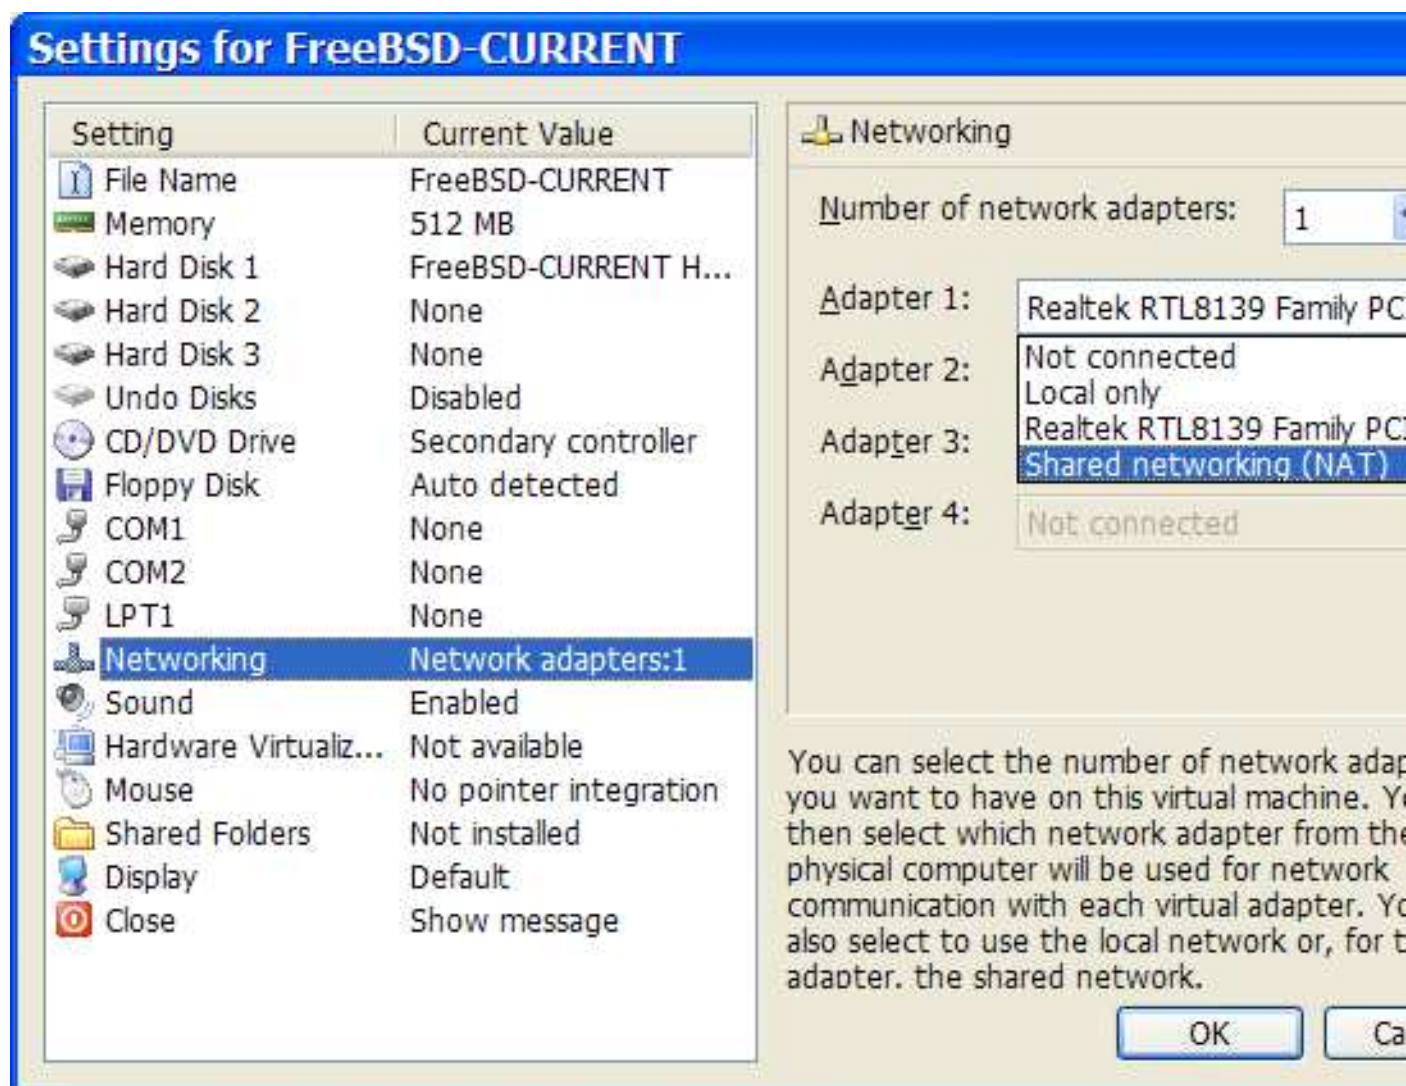 Settings for FreeBSD-CURRENT
Setting Current Value
File Name FreeBSD-CURRENT
Memory 512 MB
Hard Disk 1 FreeBSD-CURRENT H...
Hard Disk 2 None
Hard Disk 3 None
Undo Disks Disabled
CD/DVD Drive Secondary controller
Floppy Disk Auto detected
COM1 None
COM2 None
LPT1 None
Networking Network adapters:1
Sound Enabled
Hardware Virtualiz... Not available
Mouse No pointer integration
Shared Folders Not installed
Display Default
Close Show message
Networking
Number of network adapters: 1
Adapter 1: Realtek RTL8139 Family PC
Not connected
Adapter 2:
Local only
Realtek RTL8139 Family PCI
Adapter 3:
Shared networking (NAT)
Adapter 4: Not connected
You can select the number of network adap
you want to have on this virtual machine. Yo
then select which network adapter from the
physical computer will be used for network
communication with each virtual adapter. Yo
also select to use the local network or, for t
adapter, the shared network.
OK Ca